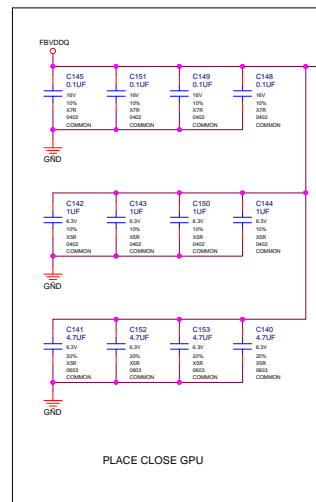 FBVDDQ
C145 C151 C149 C148
0.1UF 0.1UF 0.1UF 0.1UF
16V 16V 16V 16V
10% 10% 10% 10%
X7R X7R X7R X7R
0402 0402 0402 0402
COMMON COMMON COMMON COMMON
GND
C142 C143 C150 C144
1UF 1UF 1UF 1UF
6.3V 6.3V 6.3V 6.3V
10% 10% 10% 10%
X5R X5R X5R X5R
0402 0402 0402 0402
COMMON COMMON COMMON COMMON
GND
C141 C152 C153 C140
4.7UF 4.7UF 4.7UF 4.7UF
6.3V 6.3V 6.3V 6.3V
20% 20% 20% 20%
X5R X5R X5R X5R
0603 0603 0603 0603
COMMON COMMON COMMON COMMON
GND
PLACE CLOSE GPU